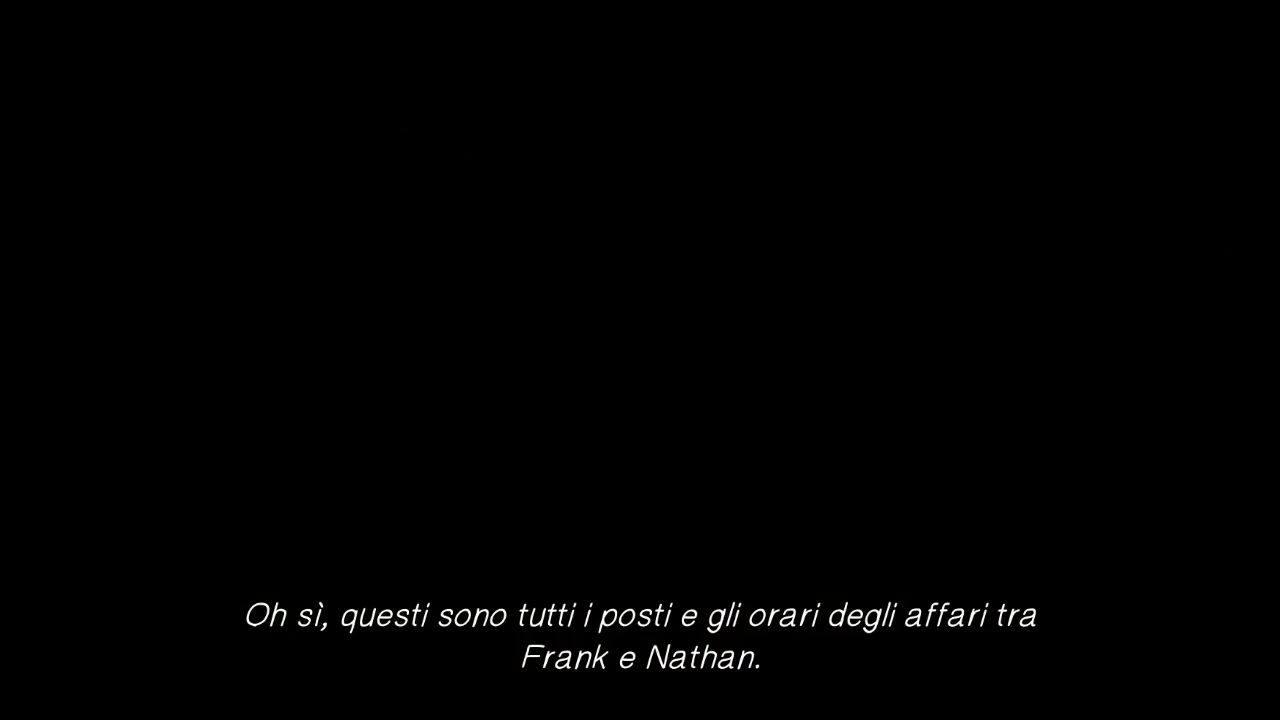 Oh sì, questi sono tutti i posti e gli orari degli affari tra
Frank e Nathan.